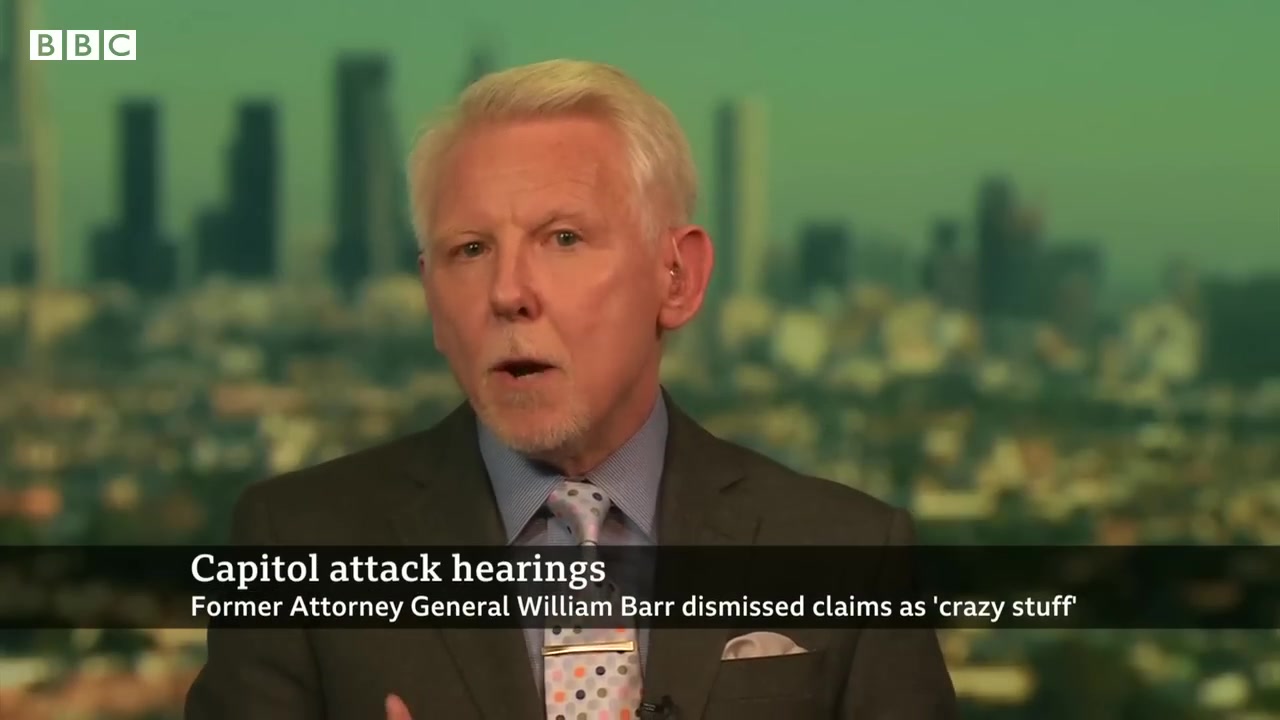 BBC
Capitol attack hearings
Former Attorney General William Barr dismissed claims as 'crazy stuff'